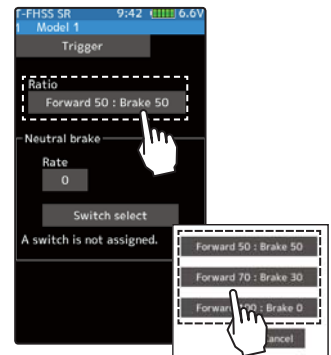 T-FHSS SR 9:42 6.6V
1 Model 1
Trigger
Ratio
Forward 50 : Brake 50
Neutral brake
Rate
0
Switch select
A switch is not assigned.
Forward 50 : Brake 50
Forward 70 : Brake 30
Forward 100 : Brake 0
Cancel